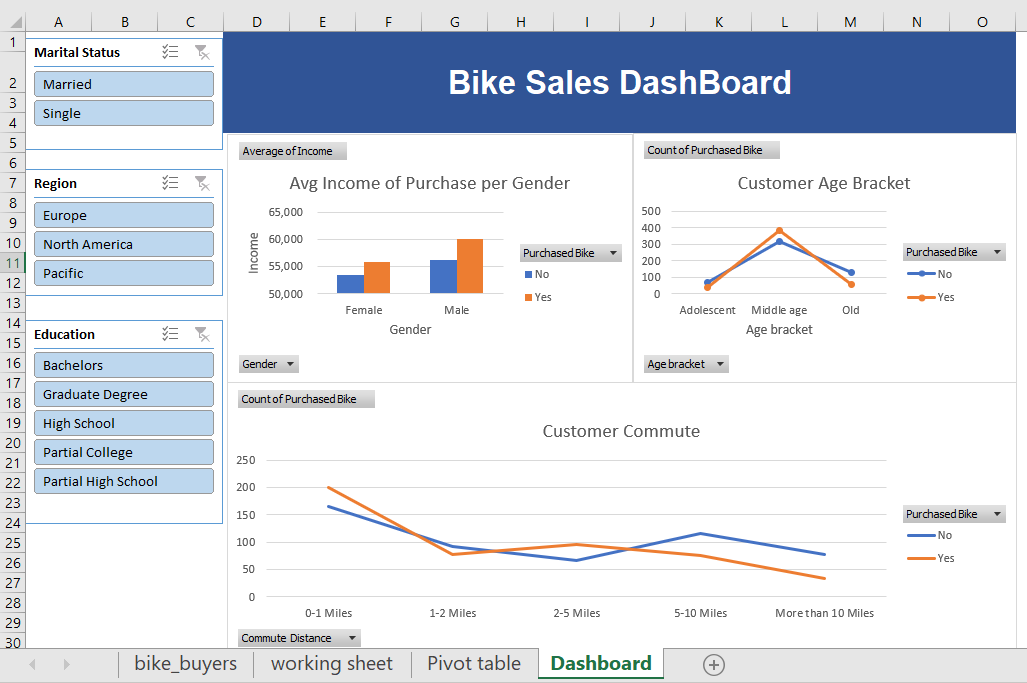 A B C D E F G H I J K L M N O
1
2
3
4
5
6
7
8
9
10
11
12
13
14
15
16
17
18
19
20
21
22
23
24
25
26
27
28
29
30
Marital Status
Married
Single
Region
Europe
North America
Pacific
Education
Bachelors
Graduate Degree
High School
Partial College
Partial High School
Bike Sales DashBoard
Average of Income
Avg Income of Purchase per Gender
65,000
60,000
55,000
50,000
Income
Female Male
Gender
Purchased Bike
No
Yes
Gender
Count of Purchased Bike
Customer Age Bracket
500
400
300
200
100
0
Adolescent Middle age Old
Age bracket
Purchased Bike
No
Yes
Age bracket
Count of Purchased Bike
Customer Commute
250
200
150
100
50
0
0-1 Miles 1-2 Miles 2-5 Miles 5-10 Miles More than 10 Miles
Purchased Bike
No
Yes
Commute Distance
bike_buyers working sheet Pivot table Dashboard